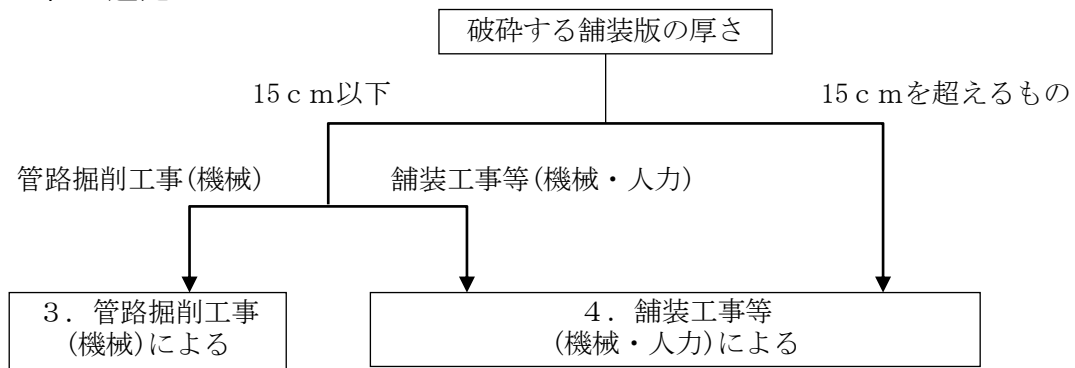 破砕する舗装版の厚さ
15ｃｍ以下
15ｃｍを超えるもの
管路掘削工事(機械)
舗装工事等(機械・人力)
３．管路掘削工事
(機械)による
４．舗装工事等
(機械・人力)による